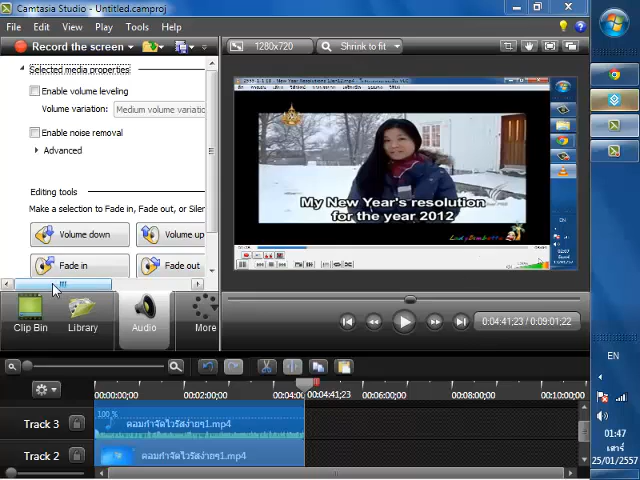 Camtasia Studio - Untitled.camproj
File Edit View Play Tools Help
Record the screen
1280x720
Shrink to fit
Selected media properties
Enable volume leveling
Volume variation:
Medium volume variatio
Enable noise removal
Advanced
Editing tools
Make a selection to Fade in, Fade out, or Siler
Volume down
Volume up
Fade in
Fade out
My New Year's resolution
for the year 2012
Clip Bin
Library
Audio
More
0:04:41;23 / 0:09:01;22
00:00:00;00
00:02:00;00
00:04:0
0:04:41;23
00:06:00;00
00:08:00;00
00:10:00;00
Track 3
100 %
คอมกำจัดไวรัสง่ายๆ1.mp4
Track 2
คอมกำจัดไวรัสง่ายๆ1.mp4
EN
01:47
เสาร์
25/01/2557